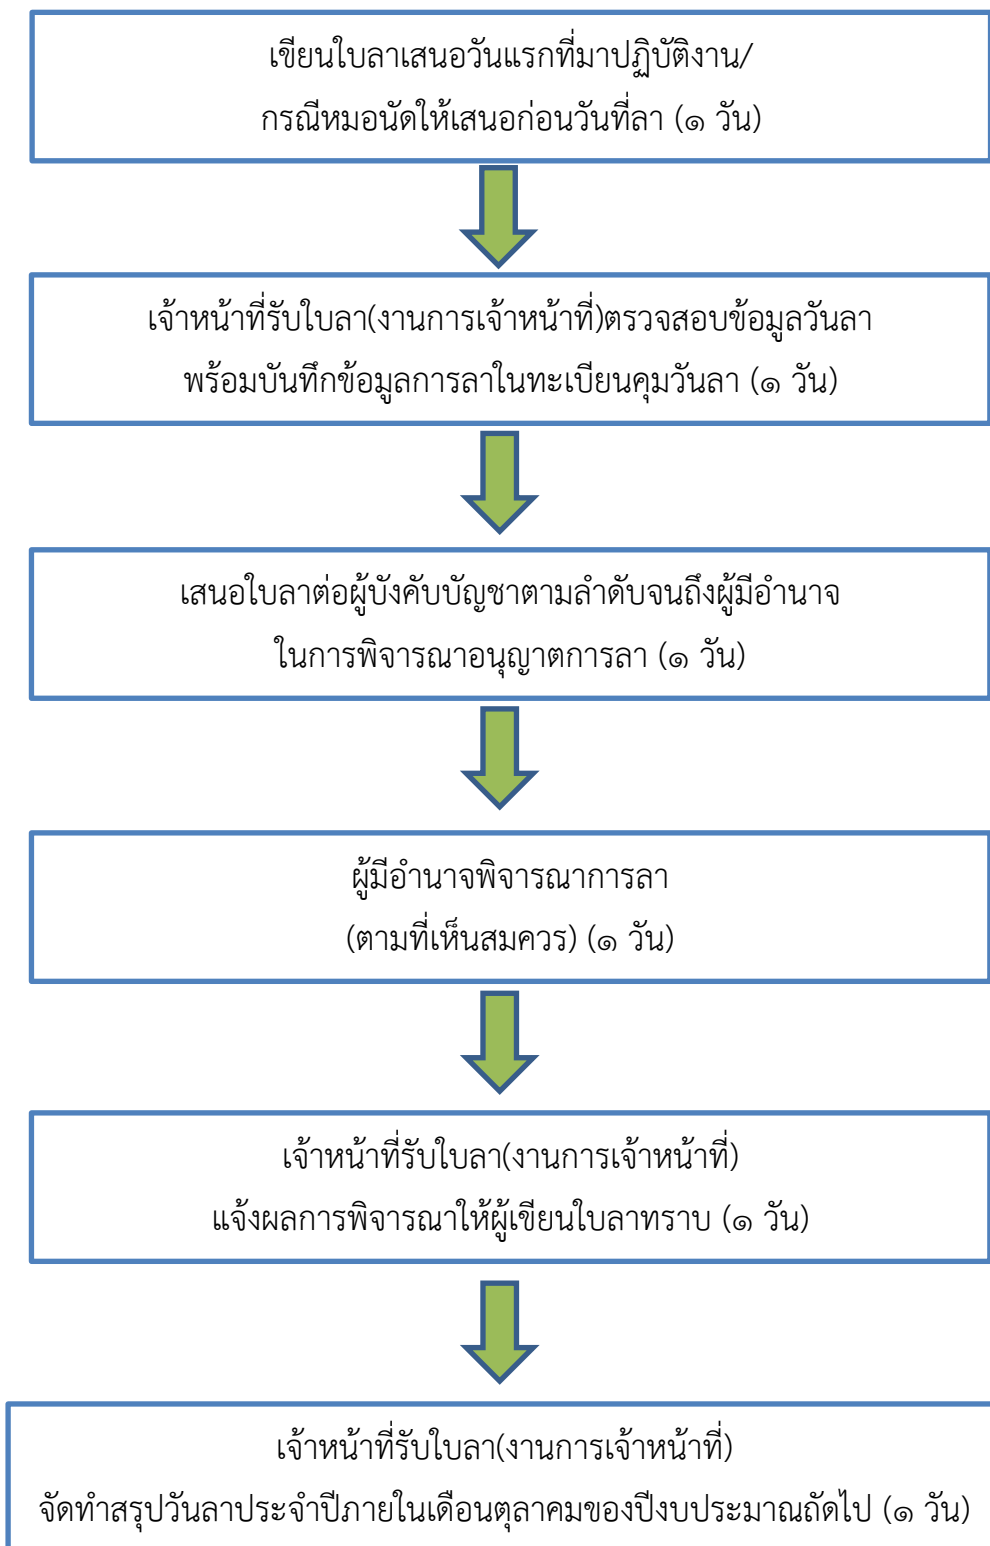 เขียนใบลาเสนอวันแรกที่มาปฏิบัติงาน/
กรณีหมอนัดให้เสนอก่อนวันที่ลา (๑ วัน)
เจ้าหน้าที่รับใบลา(งานการเจ้าหน้าที่)ตรวจสอบข้อมูลวันลา
พร้อมบันทึกข้อมูลการลาในทะเบียนคุมวันลา (๑ วัน)
เสนอใบลาต่อผู้บังคับบัญชาตามลำดับจนถึงผู้มีอำนาจ
ในการพิจารณาอนุญาตการลา (๑ วัน)
ผู้มีอำนาจพิจารณาการลา
(ตามที่เห็นสมควร) (๑ วัน)
เจ้าหน้าที่รับใบลา(งานการเจ้าหน้าที่)
แจ้งผลการพิจารณาให้ผู้เขียนใบลาทราบ (๑ วัน)
เจ้าหน้าที่รับใบลา(งานการเจ้าหน้าที่)
จัดทำสรุปวันลาประจำปีภายในเดือนตุลาคมของปีงบประมาณถัดไป (๑ วัน)